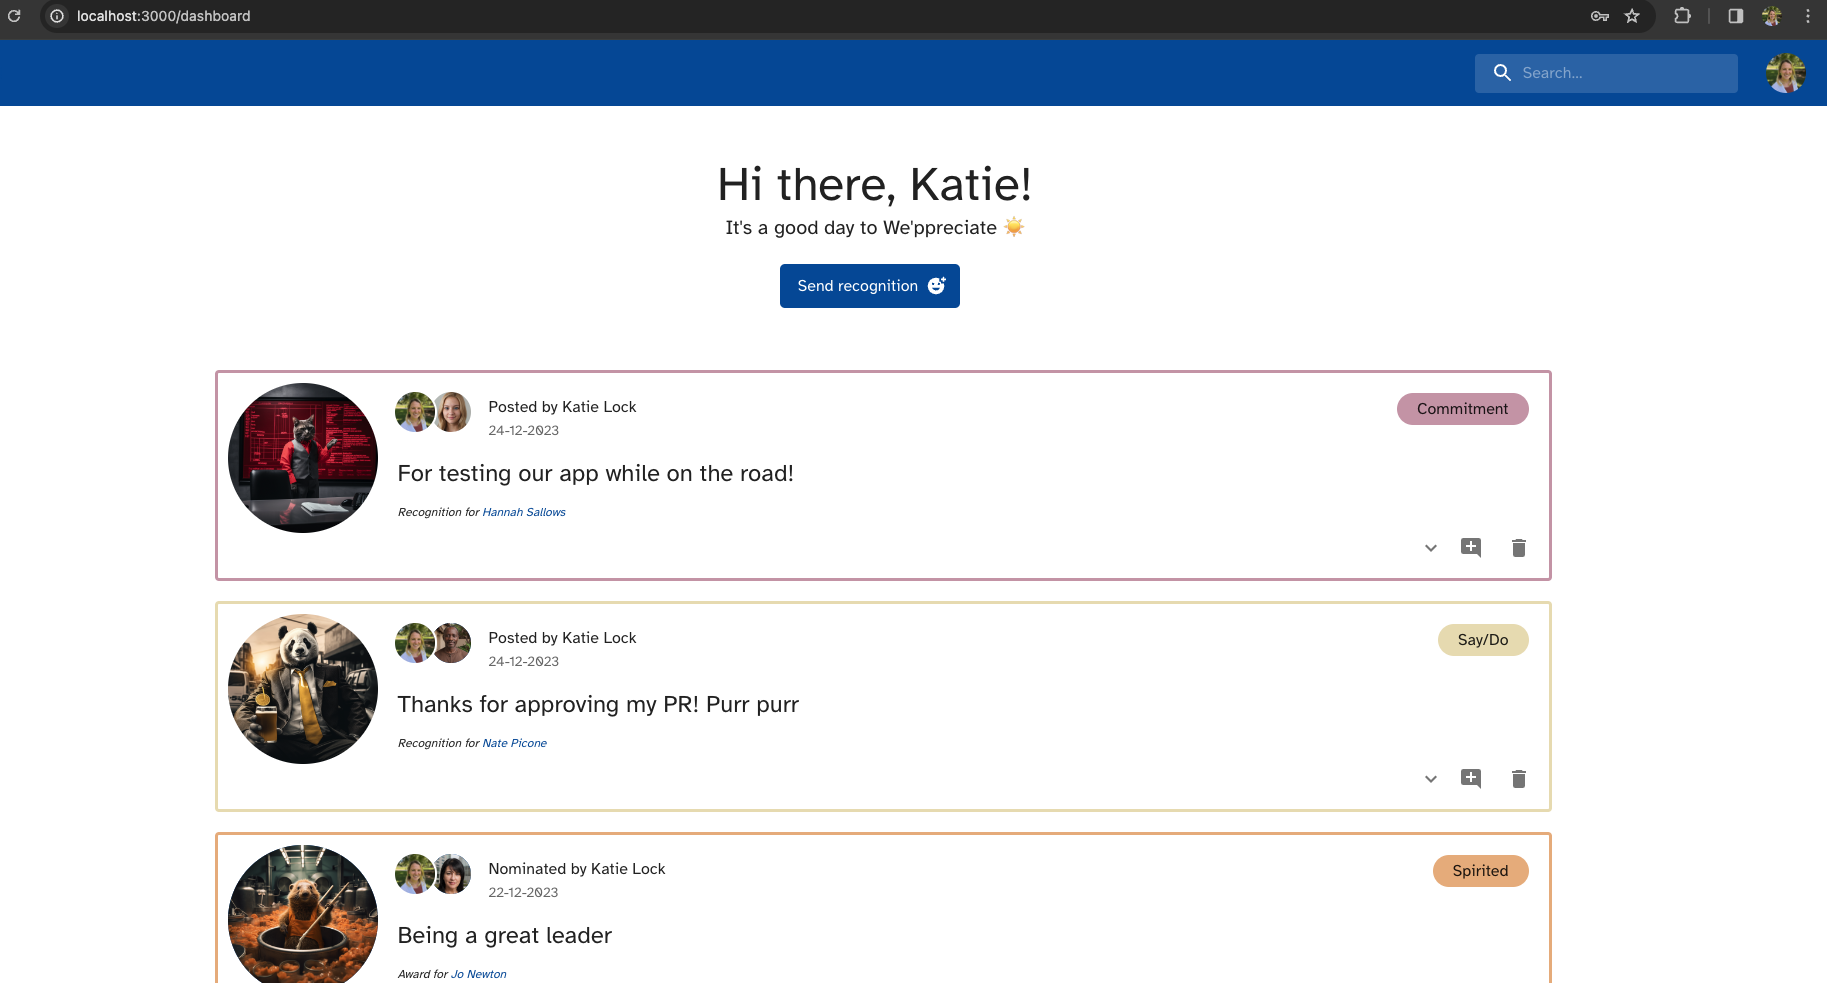 localhost:3000/dashboard
Search...
Hi there, Katie!
It's a good day to We'ppreciate ☀️
Send recognition
Posted by Katie Lock
24-12-2023
Commitment
For testing our app while on the road!
Recognition for Hannah Sallows
Posted by Katie Lock
24-12-2023
Say/Do
Thanks for approving my PR! Purr purr
Recognition for Nate Picone
Nominated by Katie Lock
22-12-2023
Spirited
Being a great leader
Award for Jo Newton